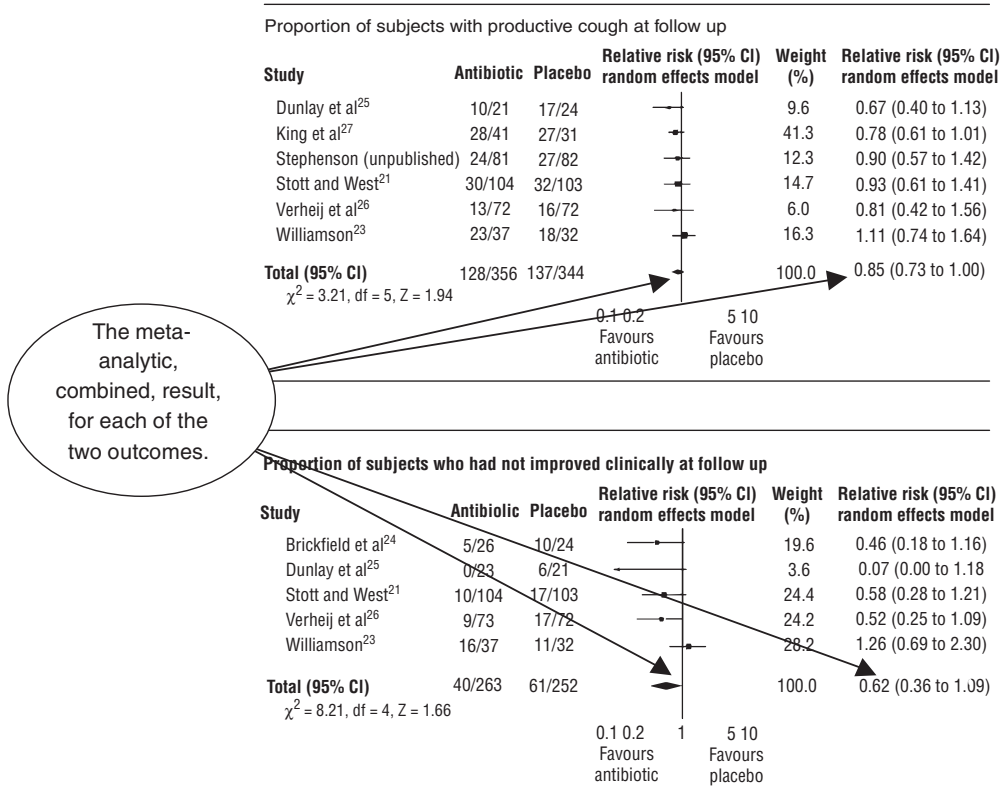 Proportion of subjects with productive cough at follow up
Study Antibiotic Placebo Relative risk (95% CI) random effects model Weight (%) Relative risk (95% CI) random effects model
Dunlay et al25 10/21 17/24 9.6 0.67 (0.40 to 1.13)
King et al27 28/41 27/31 41.3 0.78 (0.61 to 1.01)
Stephenson (unpublished) 24/81 27/82 12.3 0.90 (0.57 to 1.42)
Stott and West21 30/104 32/103 14.7 0.93 (0.61 to 1.41)
Verheij et al26 13/72 16/72 6.0 0.81 (0.42 to 1.56)
Williamson23 23/37 18/32 16.3 1.11 (0.74 to 1.64)
Total (95% CI) 128/356 137/344 100.0 0.85 (0.73 to 1.00)
χ2 = 3.21, df = 5, Z = 1.94
0.1 0.2 5 10
Favours Favours
antibiotic placebo
The meta-
analytic,
combined, result,
for each of the
two outcomes.
Proportion of subjects who had not improved clinically at follow up
Study Antibiolic Placebo Relative risk (95% CI) random effects model Weight (%) Relative risk (95% CI) random effects model
Brickfield et al24 5/26 10/24 19.6 0.46 (0.18 to 1.16)
Dunlay et al25 0/23 6/21 3.6 0.07 (0.00 to 1.18
Stott and West21 10/104 17/103 24.4 0.58 (0.28 to 1.21)
Verheij et al26 9/73 17/72 24.2 0.52 (0.25 to 1.09)
Williamson23 16/37 11/32 28.2 1.26 (0.69 to 2.30)
Total (95% CI) 40/263 61/252 100.0 0.62 (0.36 to 1.09)
χ2 = 8.21, df = 4, Z = 1.66
0.1 0.2 1 5 10
Favours Favours
antibiotic placebo